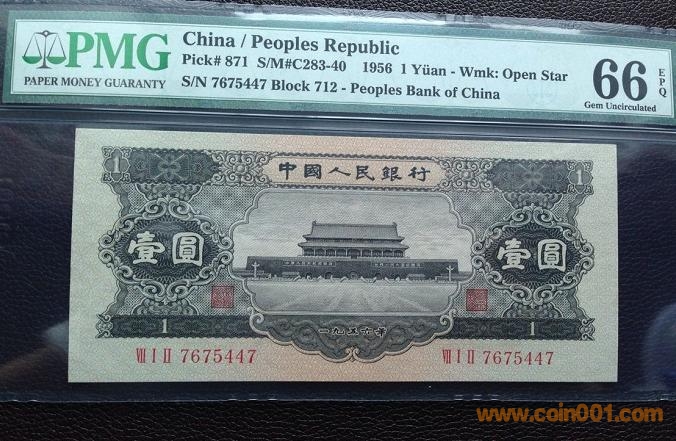 PMG
PAPER MONEY GUARANTY
China / Peoples Republic
Pick# 871 S/M#C283-40 1956 1 Yüan - Wmk: Open Star
S/N 7675447 Block 712 - Peoples Bank of China
66 EPQ
Gem Uncirculated
中國人民銀行
1 1
壹圓 壹圓
1 一九五六年 1
VII I II 7675447 VII I II 7675447
www.coin001.com